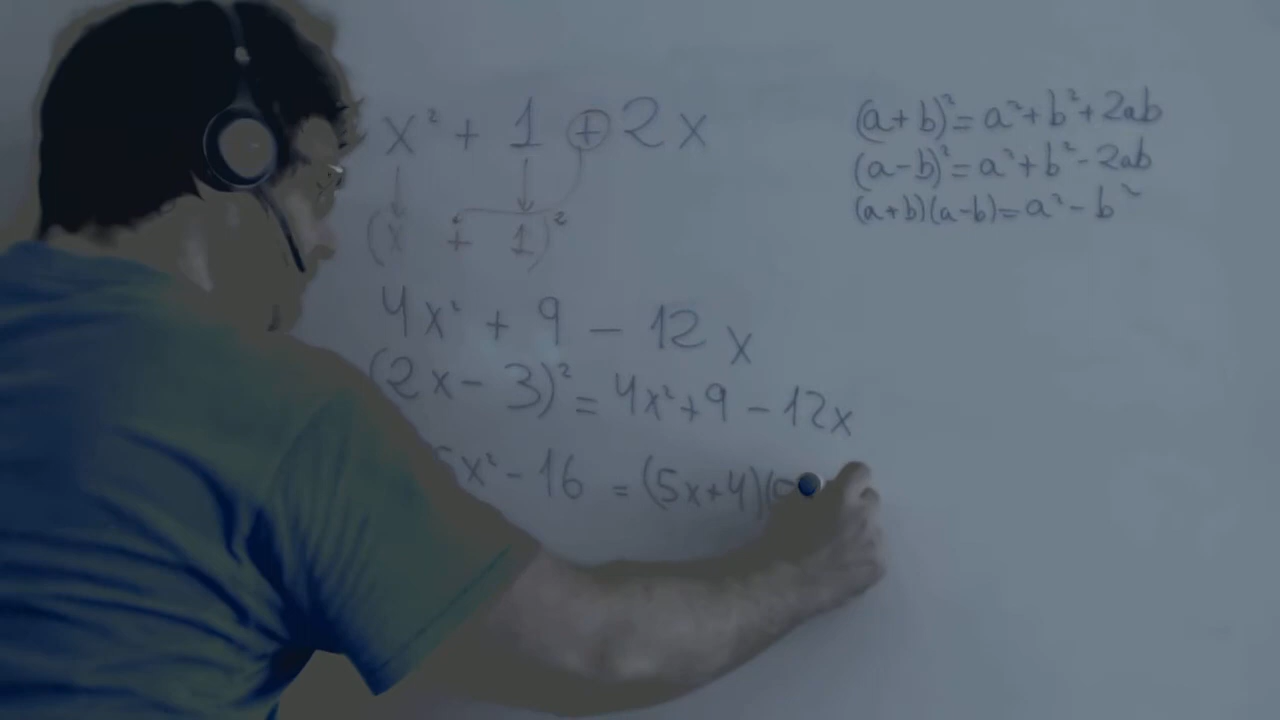 x² + 1 + 2x
(x + 1)²
4x² + 9 - 12x
(2x - 3)² = 4x² + 9 - 12x
5x² - 16 = (5x+4)(
(a+b)² = a² + b² + 2ab
(a-b)² = a² + b² - 2ab
(a+b)(a-b) = a² - b²